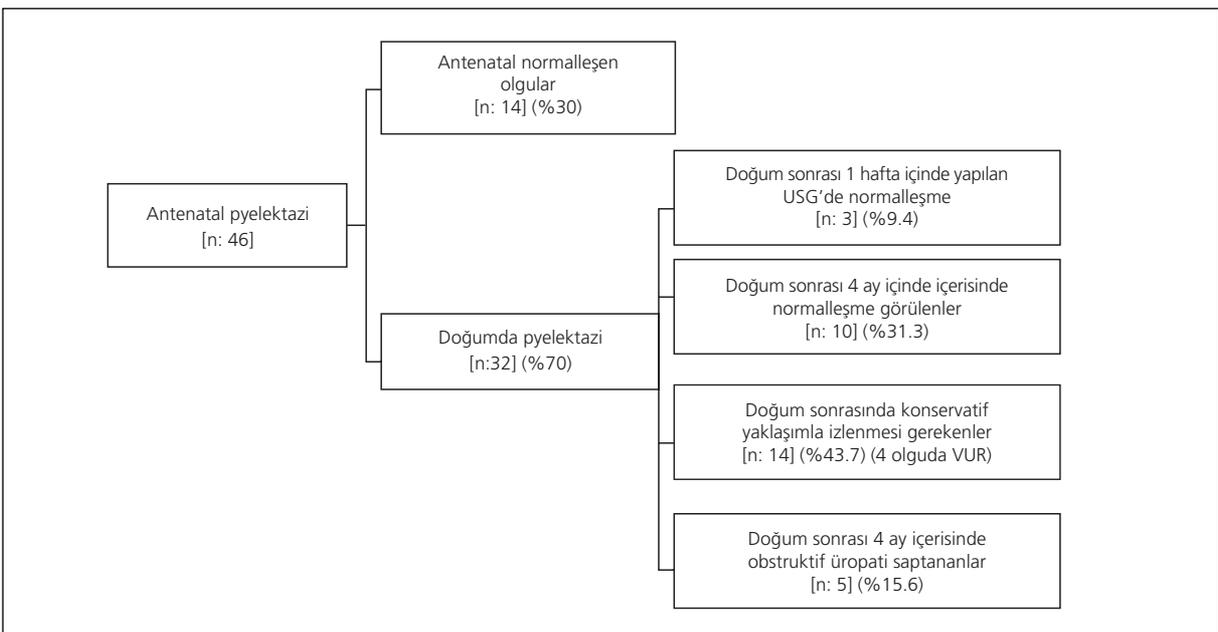 Antenatal pyelektazi
[n: 46]
Antenatal normalleşen
olgular
[n: 14] (%30)
Doğumda pyelektazi
[n:32] (%70)
Doğum sonrası 1 hafta içinde yapılan
USG’de normalleşme
[n: 3] (%9.4)
Doğum sonrası 4 ay içinde içerisinde
normalleşme görülenler
[n: 10] (%31.3)
Doğum sonrasında konservatif
yaklaşımla izlenmesi gerekenler
[n: 14] (%43.7) (4 olguda VUR)
Doğum sonrası 4 ay içerisinde
obstruktif üropati saptananlar
[n: 5] (%15.6)